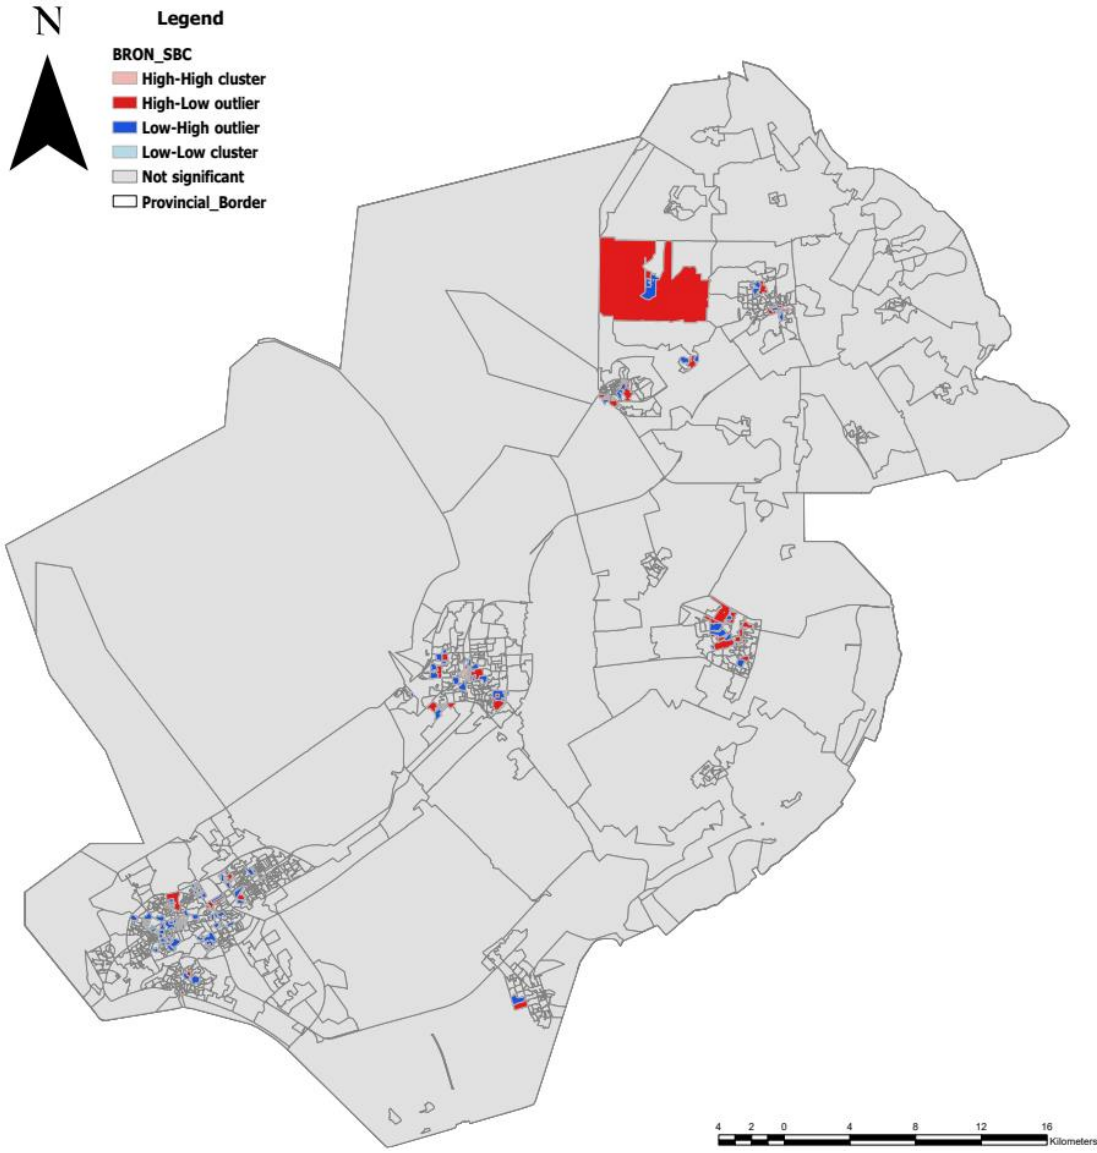 N
Legend
BRON_SBC
High-High cluster
High-Low outlier
Low-High outlier
Low-Low cluster
Not significant
Provincial_Border
4 2 0 4 8 12 16
Kilometers